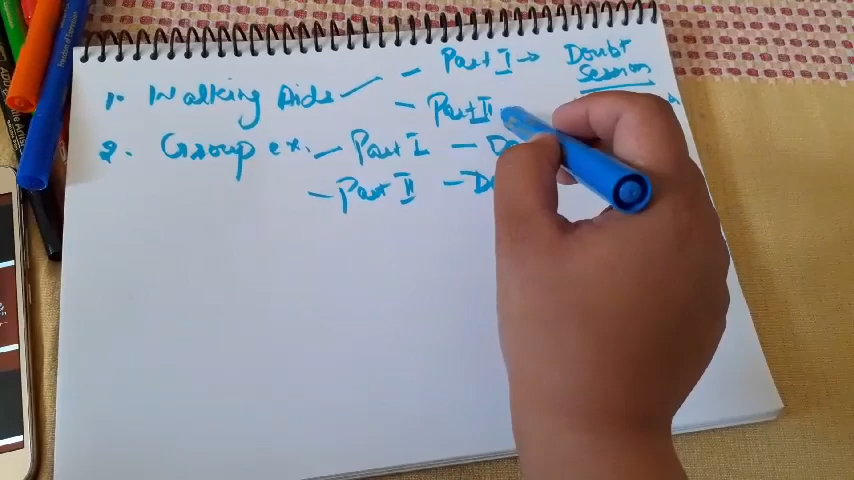 - Part I → Doubt
Session
1. Walking Aids
- Part II
2. Group ex. - Part I - D
- Part II - D